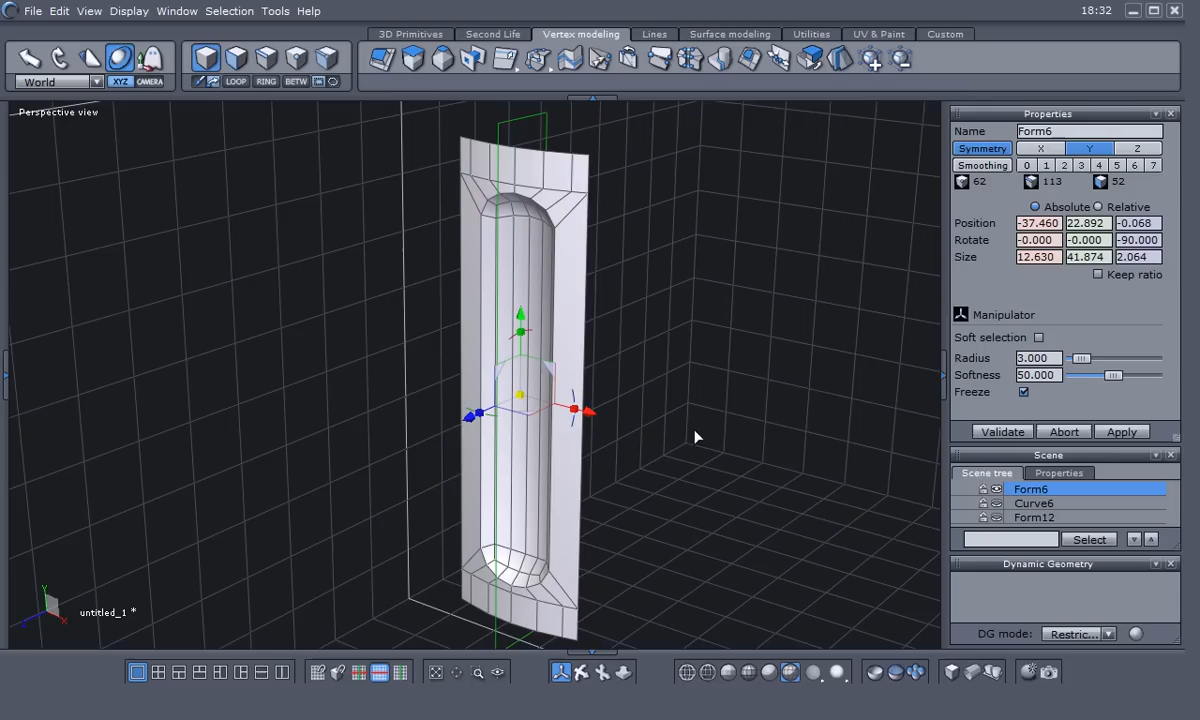 File Edit View Display Window Selection Tools Help 18:32
3D Primitives Second Life Vertex modeling Lines Surface modeling Utilities UV & Paint Custom
World XYZ CAMERA LOOP RING BETW
Perspective view
Properties
Name Form6
Symmetry X Y Z
Smoothing 0 1 2 3 4 5 6 7
62 113 52
Absolute Relative
Position -37.460 22.892 -0.068
Rotate -0.000 -0.000 -90.000
Size 12.630 41.874 2.064
Keep ratio
Manipulator
Soft selection
Radius 3.000
Softness 50.000
Freeze
Validate Abort Apply
Scene
Scene tree Properties
Form6
Curve6
Form12
Select
Dynamic Geometry
DG mode: Restric...
Y
Z X
untitled_1 *